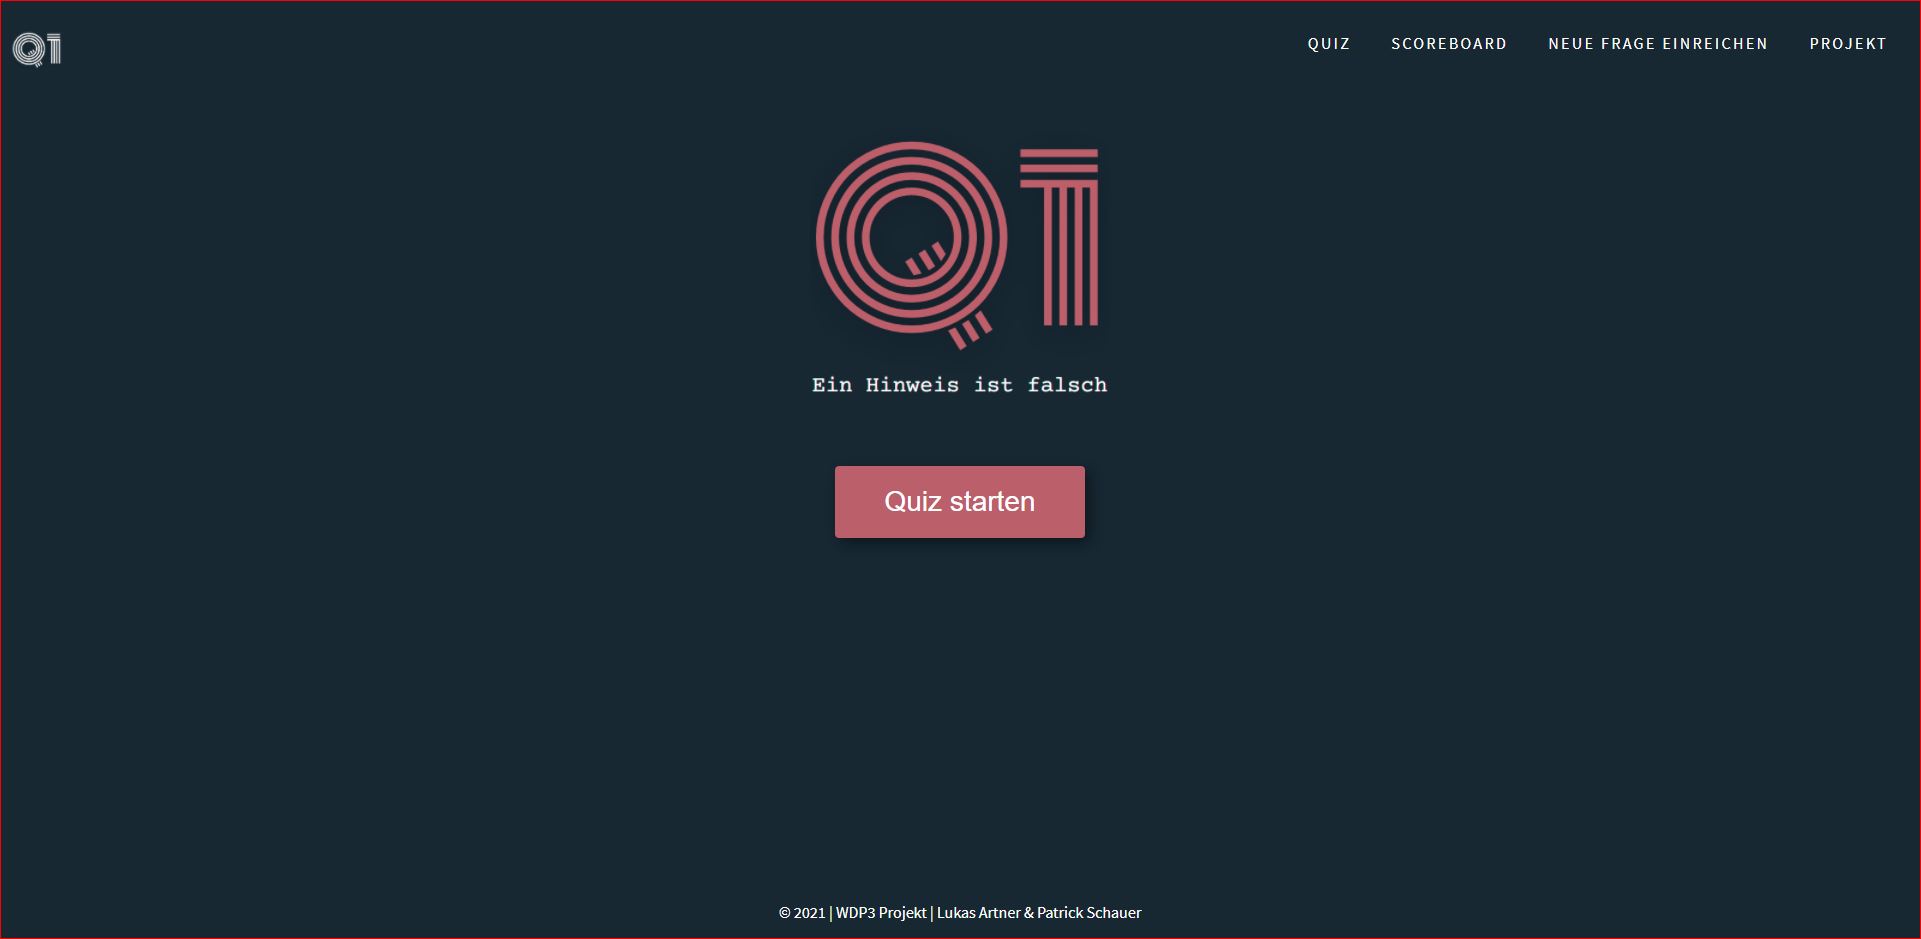 Q1
QUIZ SCOREBOARD NEUE FRAGE EINREICHEN PROJEKT
Q1
Ein Hinweis ist falsch
Quiz starten
© 2021 | WDP3 Projekt | Lukas Artner & Patrick Schauer